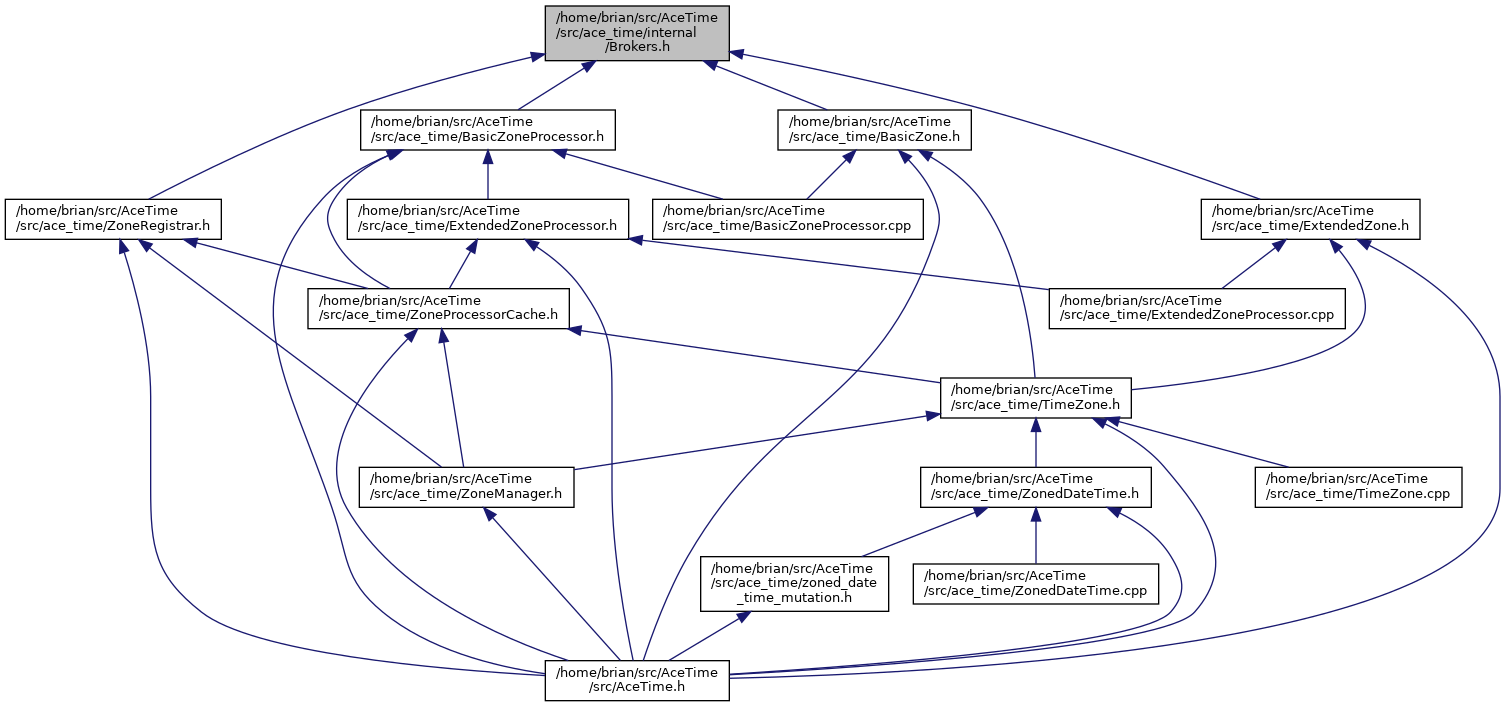 /home/brian/src/AceTime
/src/ace_time/internal
/Brokers.h
/home/brian/src/AceTime
/src/ace_time/BasicZoneProcessor.h
/home/brian/src/AceTime
/src/ace_time/BasicZone.h
/home/brian/src/AceTime
/src/ace_time/ZoneRegistrar.h
/home/brian/src/AceTime
/src/ace_time/ExtendedZoneProcessor.h
/home/brian/src/AceTime
/src/ace_time/BasicZoneProcessor.cpp
/home/brian/src/AceTime
/src/ace_time/ExtendedZone.h
/home/brian/src/AceTime
/src/ace_time/ZoneProcessorCache.h
/home/brian/src/AceTime
/src/ace_time/ExtendedZoneProcessor.cpp
/home/brian/src/AceTime
/src/ace_time/TimeZone.h
/home/brian/src/AceTime
/src/ace_time/ZoneManager.h
/home/brian/src/AceTime
/src/ace_time/ZonedDateTime.h
/home/brian/src/AceTime
/src/ace_time/TimeZone.cpp
/home/brian/src/AceTime
/src/ace_time/zoned_date
_time_mutation.h
/home/brian/src/AceTime
/src/ace_time/ZonedDateTime.cpp
/home/brian/src/AceTime
/src/AceTime.h